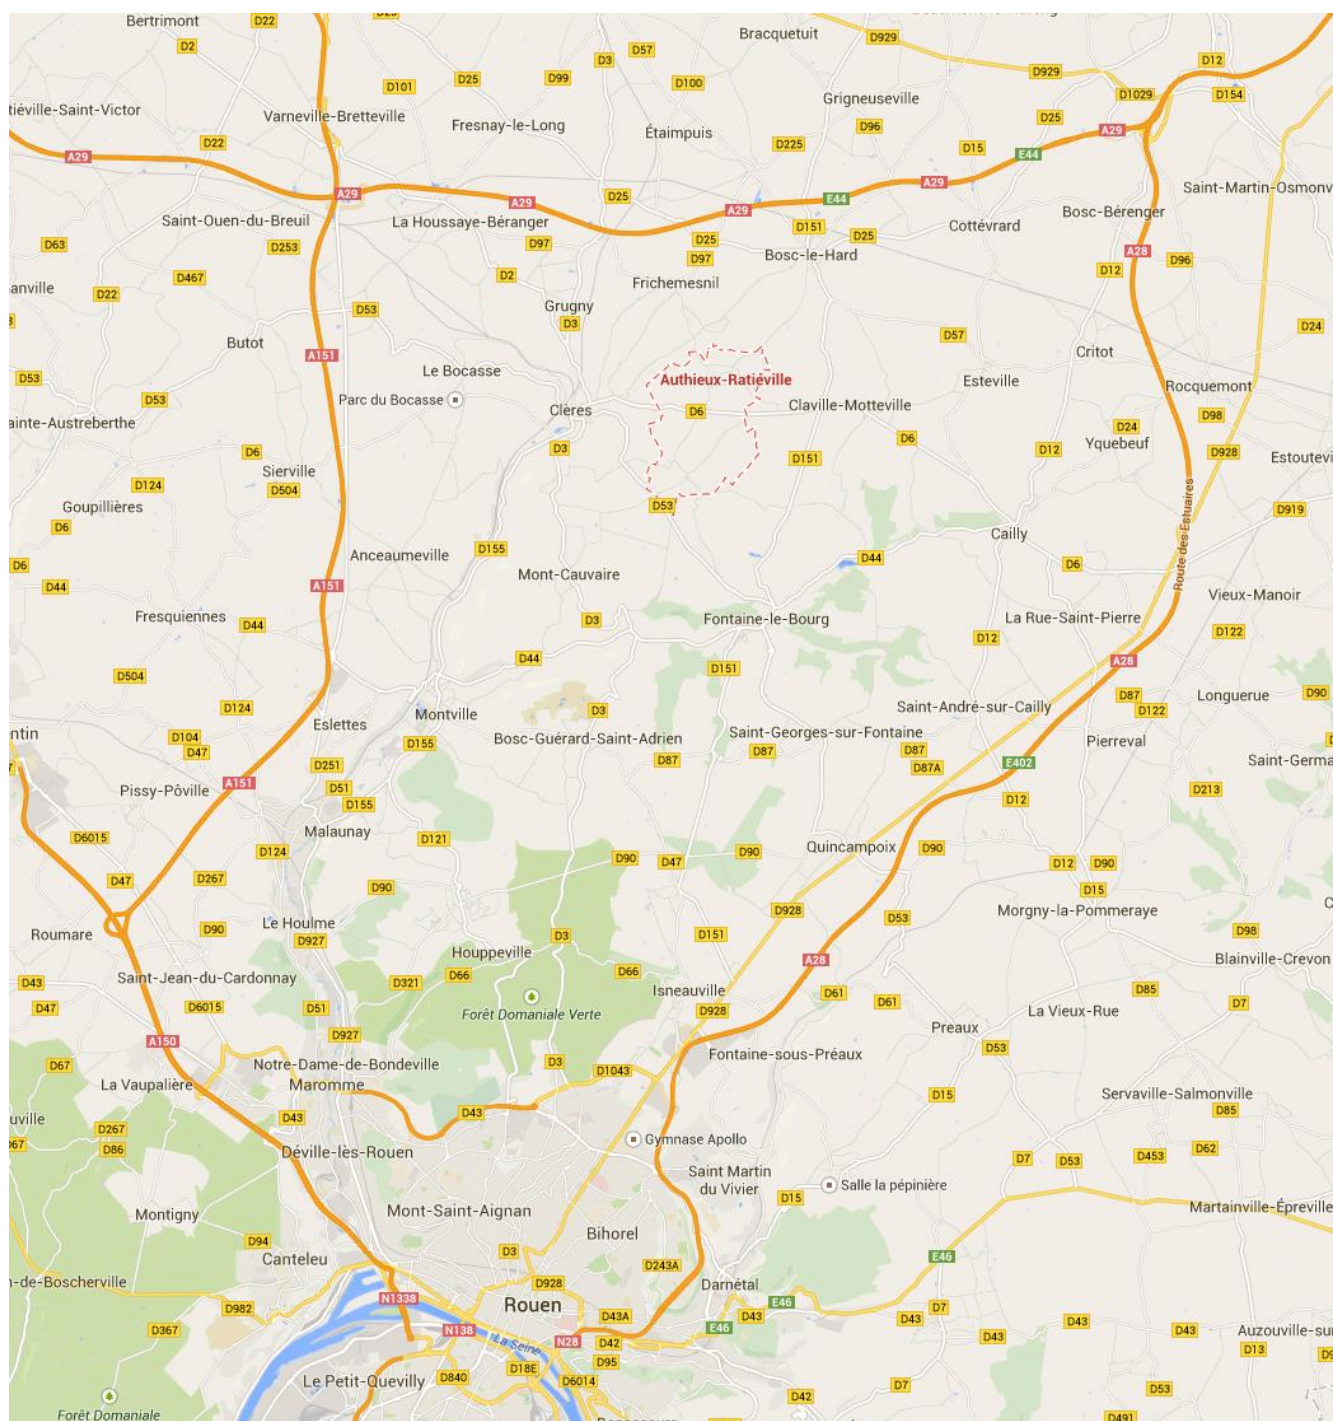 Bertrimont
D22
D2
D57
D3
Bracquetuit
D929
D929
D12
D101
D25
D99
D100
D1029
D154
tiéville-Saint-Victor
Varneville-Bretteville
Fresnay-le-Long
Étaimpuis
Grigneuseville
D96
D25
A29
D22
D225
D15
E44
A29
A29
A29
D25
A29
E44
A29
Saint-Martin-Osmonv
Saint-Ouen-du-Breuil
La Houssaye-Béranger
D151
D25
Cottévrard
Bosc-Bérenger
D63
D253
D97
D25
D97
Bosc-le-Hard
A28
D96
anville
D22
D467
D2
Frichemesnil
D12
D53
Grugny
D3
D24
Butot
A151
D57
Critot
D53
Le Bocasse
Authieux-Ratiéville
Esteville
Rocquemont
D53
Parc du Bocasse
Clères
D6
Claville-Motteville
D98
ainte-Austreberthe
D6
D3
D6
D24
Yquebeuf
D12
D928
Estoutevi
Sierville
D151
D124
D504
Goupillières
D53
D919
D6
Cailly
Route des Estuaires
Anceaumeville
D155
D44
D6
D6
Mont-Cauvaire
D44
A151
Vieux-Manoir
Fresquiennes
D44
D3
Fontaine-le-Bourg
La Rue-Saint-Pierre
D12
D122
D44
D151
A28
D504
D87
D122
Longuerue
D90
D124
Eslettes
Montville
D3
Saint-André-sur-Cailly
entin
D104
D47
D155
Bosc-Guérard-Saint-Adrien
Saint-Georges-sur-Fontaine
D87
D87
D87
D87A
Pierreval
E402
Saint-Germa
D251
D51
A151
Pissy-Pôville
D155
D12
D213
Malaunay
D6015
D124
D121
D90
D47
D90
Quincampoix
D90
D12
D90
D47
D267
D90
D15
D928
D53
Morgny-la-Pommeraye
Roumare
D90
Le Houlme
D927
D3
D151
D98
Houppeville
A28
Blainville-Crevon
D43
Saint-Jean-du-Cardonnay
D321
D66
D66
Isneauville
D61
D61
D85
D7
D47
D6015
D51
Forêt Domaniale Verte
D928
La Vieux-Rue
Preaux
D927
A150
D53
D67
Notre-Dame-de-Bondeville
D3
D1043
Fontaine-sous-Préaux
La Vaupalière
Maromme
D15
Servaville-Salmonville
uville
D43
D43
D85
D267
D67
D86
Déville-lès-Rouen
Gymnase Apollo
D7
D53
D453
D62
Saint Martin
du Vivier
D15
Salle la pépinière
Montigny
Mont-Saint-Aignan
Martainville-Épreville
Bihorel
D94
Canteleu
D3
D243A
E46
n-de-Boscherville
D928
Darnétal
D982
N1338
Rouen
D43A
E46
D43
D7
D43
D43
D43
D43
D367
N138
La Seine
N28
D42
E46
Auzouville-su
D13
D95
D18E
Le Petit-Quevilly
D840
D6014
D42
D7
D53
D491
Forêt Domaniale